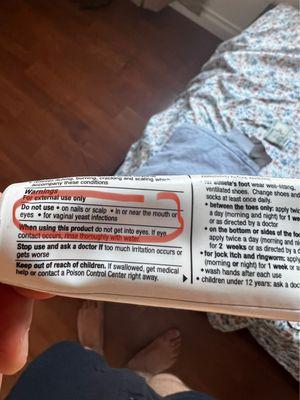 accompany these conditions
Warnings
For external use only
Do not use • on nails or scalp • in or near the mouth or
eyes • for vaginal yeast infections
When using this product do not get into eyes. If eye
contact occurs, rinse thoroughly with water
Stop use and ask a doctor if too much irritation occurs or
gets worse
Keep out of reach of children. If swallowed, get medical
help or contact a Poison Control Center right away.
• for athlete's foot wear well-fitting,
ventilated shoes. Change shoes and
socks at least once daily.
• between the toes only: apply
a day (morning and night) for 1
or as directed by a doctor
• on the bottom or sides of the
apply twice a day (morning and
for 2 weeks or as directed by
• for jock itch and ringworm: apply
(morning or night) for 1 week
• wash hands after each use
• children under 12 years: ask a